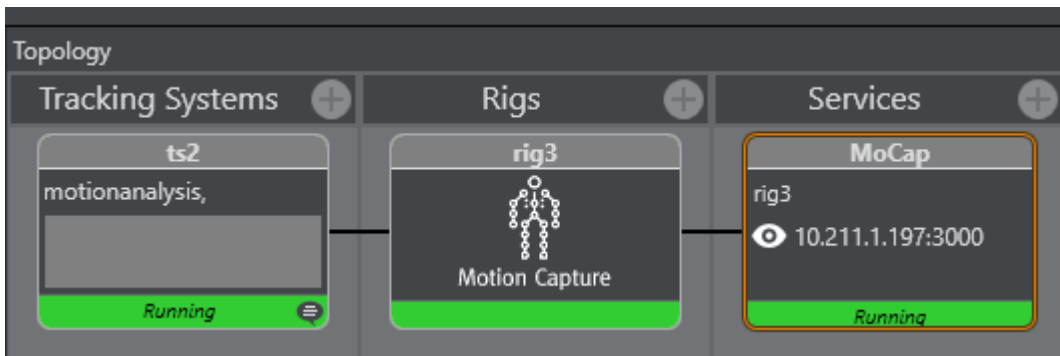 Topology
Tracking Systems
Rigs
Services
ts2
motionanalysis,
Running
rig3
Motion Capture
MoCap
rig3
10.211.1.197:3000
Running